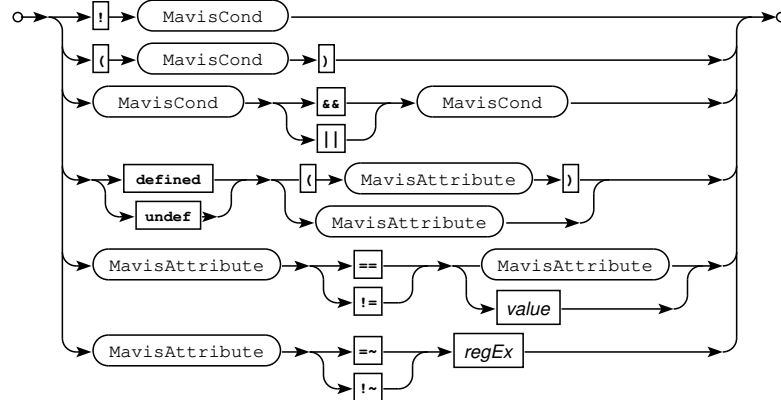 ! MavisCond
( MavisCond )
MavisCond && MavisCond
||
defined ( MavisAttribute )
undef MavisAttribute
MavisAttribute == MavisAttribute
!= value
MavisAttribute =~ regEx
!~